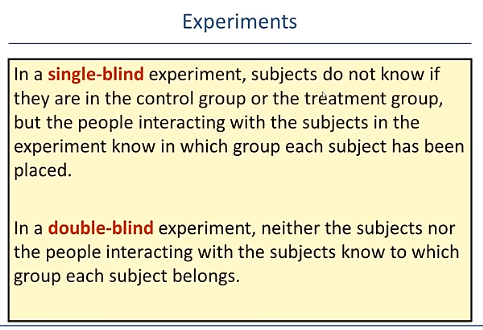 Experiments
In a single-blind experiment, subjects do not know if
they are in the control group or the treatment group,
but the people interacting with the subjects in the
experiment know in which group each subject has been
placed.
In a double-blind experiment, neither the subjects nor
the people interacting with the subjects know to which
group each subject belongs.